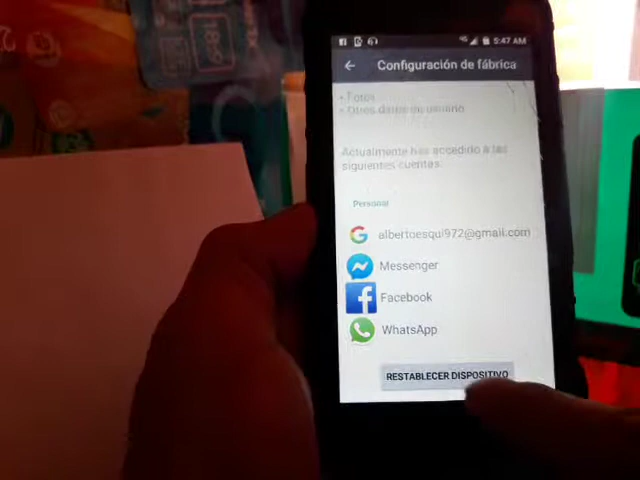 4G 5:47 AM
Configuración de fábrica
• Fotos
• Otros datos de usuario
Actualmente has accedido a las
siguientes cuentas:
Personal
albertoesqui972@gmail.com
Messenger
Facebook
WhatsApp
RESTABLECER DISPOSITIVO